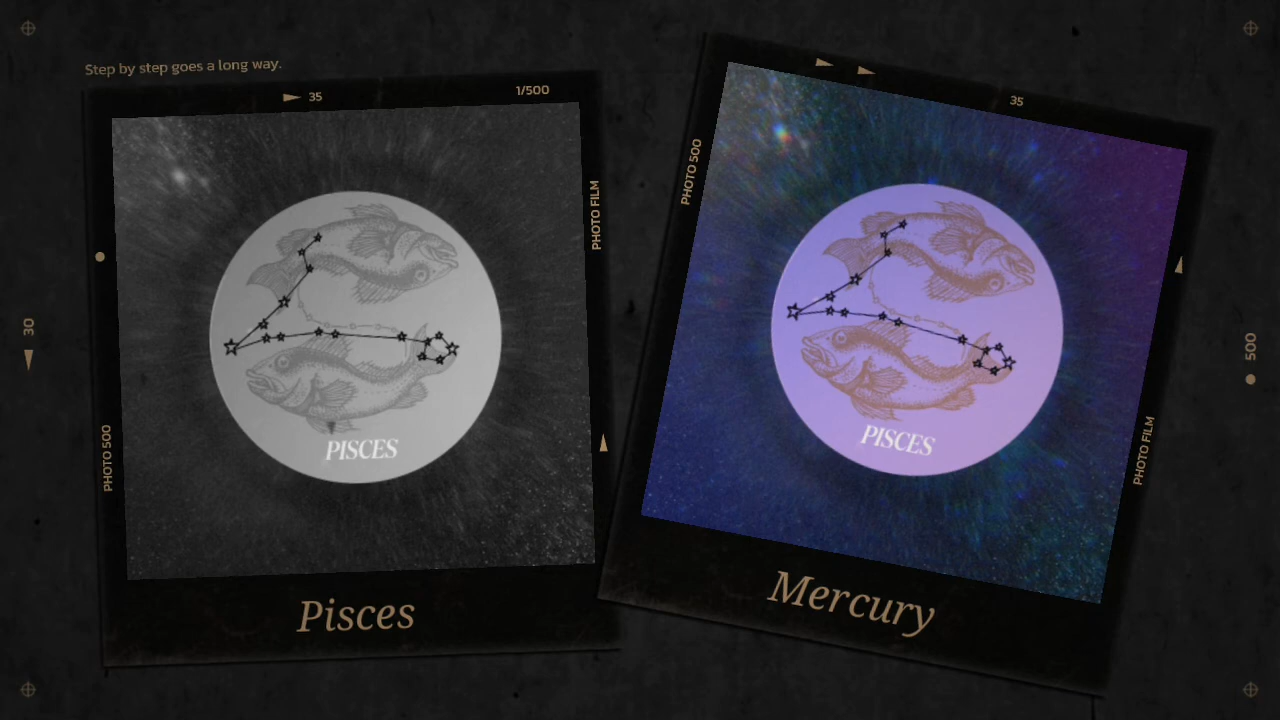 Step by step goes a long way.
35
1/500
PHOTO FILM
30
PHOTO 500
PISCES
Pisces
35
PHOTO 500
PHOTO FILM
500
PISCES
Mercury